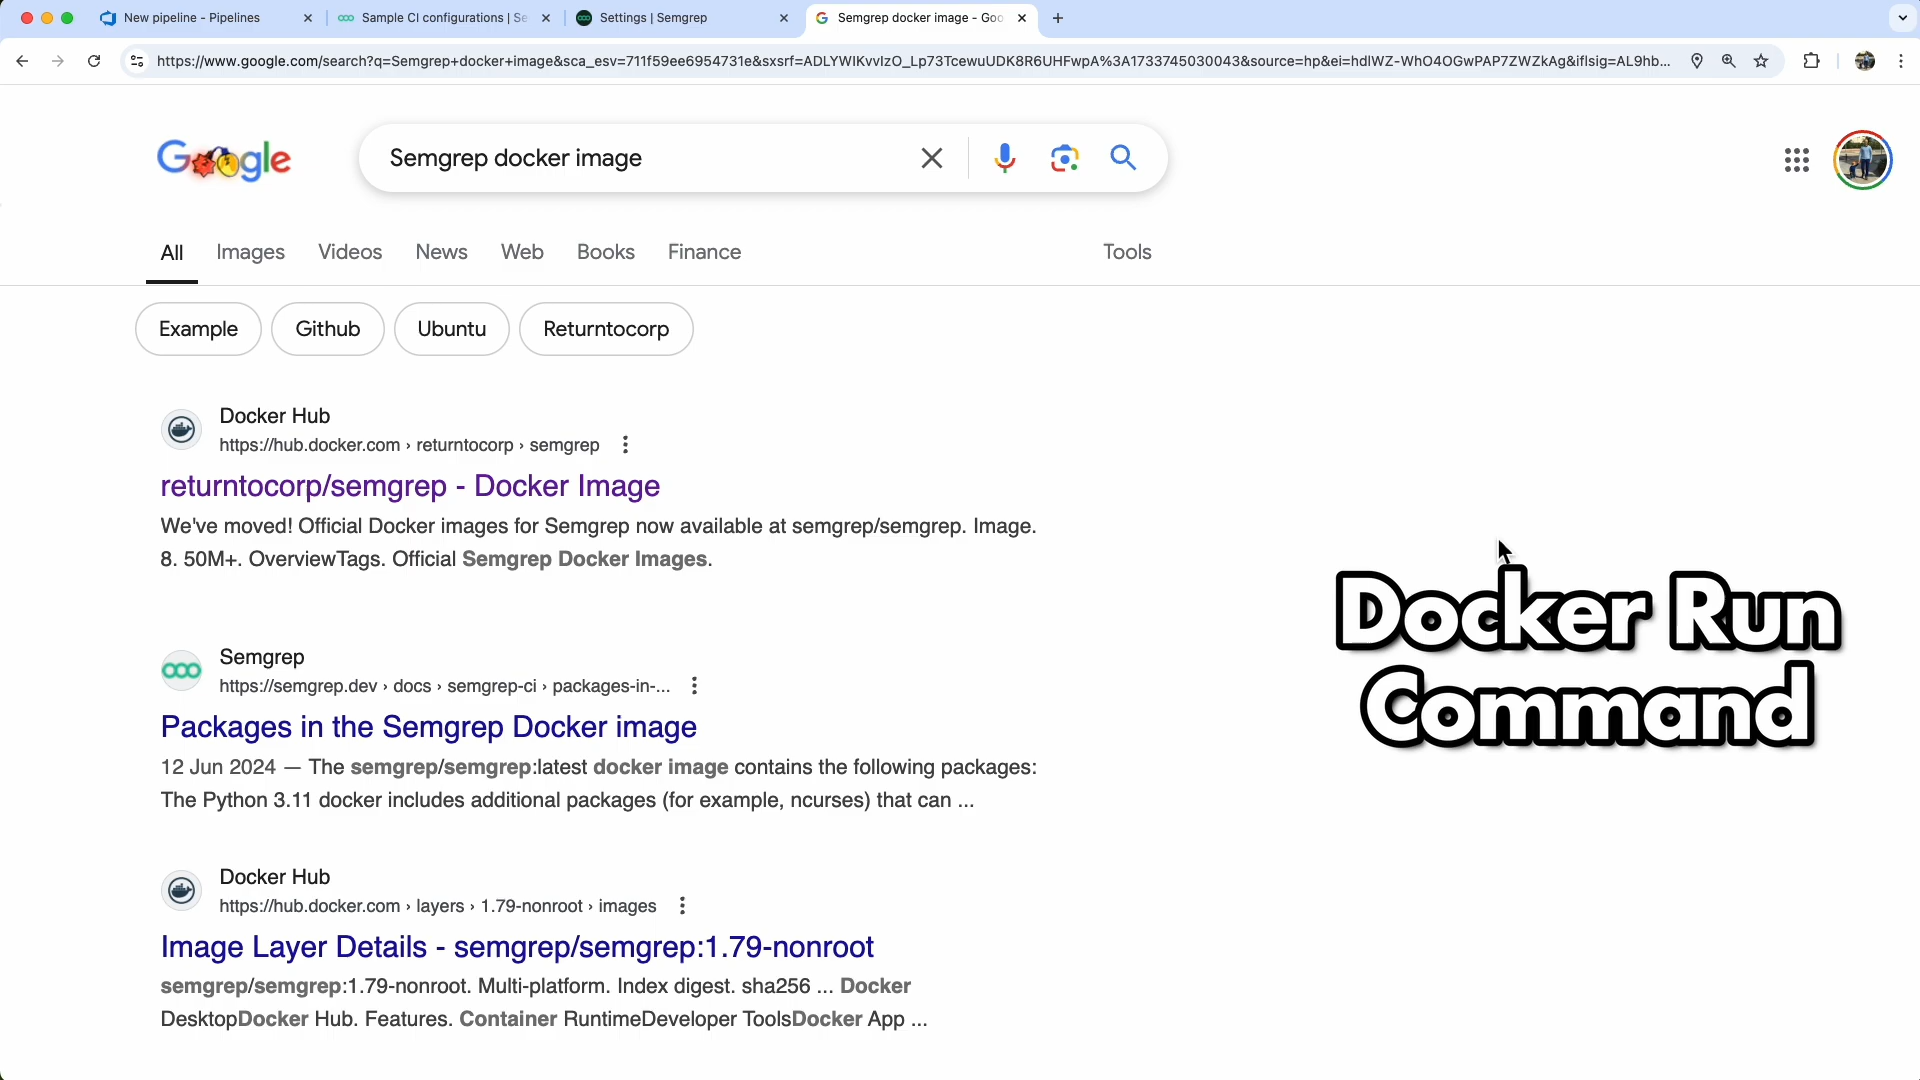 New pipeline - Pipelines
Sample CI configurations | Se
Settings | Semgrep
Semgrep docker image - Goo
https://www.google.com/search?q=Semgrep+docker+image&sca_esv=711f59ee6954731e&sxsrf=ADLYWIKvvIzO_Lp73TcewuUDK8R6UHFwpA%3A1733745030043&source=hp&ei=hdlWZ-WhO4OGwPAP7ZWZkAg&iflsig=AL9hb...
Google
Semgrep docker image
All
Images
Videos
News
Web
Books
Finance
Tools
Example
Github
Ubuntu
Returntocorp
Docker Hub
https://hub.docker.com › returntocorp › semgrep
returntocorp/semgrep - Docker Image
We've moved! Official Docker images for Semgrep now available at semgrep/semgrep. Image.
8. 50M+. OverviewTags. Official Semgrep Docker Images.
Semgrep
https://semgrep.dev › docs › semgrep-ci › packages-in-...
Packages in the Semgrep Docker image
12 Jun 2024 — The semgrep/semgrep:latest docker image contains the following packages:
The Python 3.11 docker includes additional packages (for example, ncurses) that can ...
Docker Run
Command
Docker Hub
https://hub.docker.com › layers › 1.79-nonroot › images
Image Layer Details - semgrep/semgrep:1.79-nonroot
semgrep/semgrep:1.79-nonroot. Multi-platform. Index digest. sha256 ... Docker
DesktopDocker Hub. Features. Container RuntimeDeveloper ToolsDocker App ...